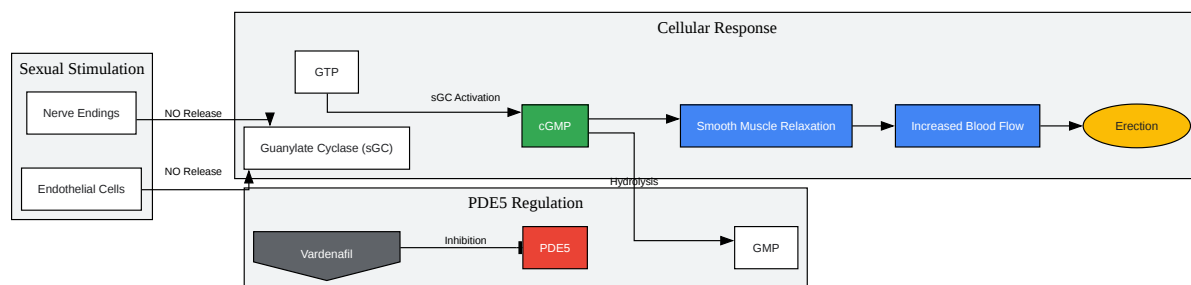 Cellular Response
Sexual Stimulation
GTP
Nerve Endings
NO Release
sGC Activation
cGMP
Smooth Muscle Relaxation
Increased Blood Flow
Erection
Guanylate Cyclase (sGC)
Endothelial Cells
NO Release
Hydrolysis
PDE5 Regulation
Vardenafil
Inhibition
PDE5
GMP